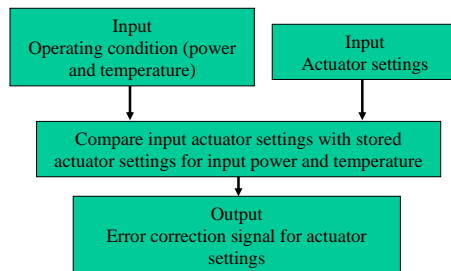 Input
Operating condition (power
and temperature)
Input
Actuator settings
Compare input actuator settings with stored
actuator settings for input power and temperature
Output
Error correction signal for actuator
settings